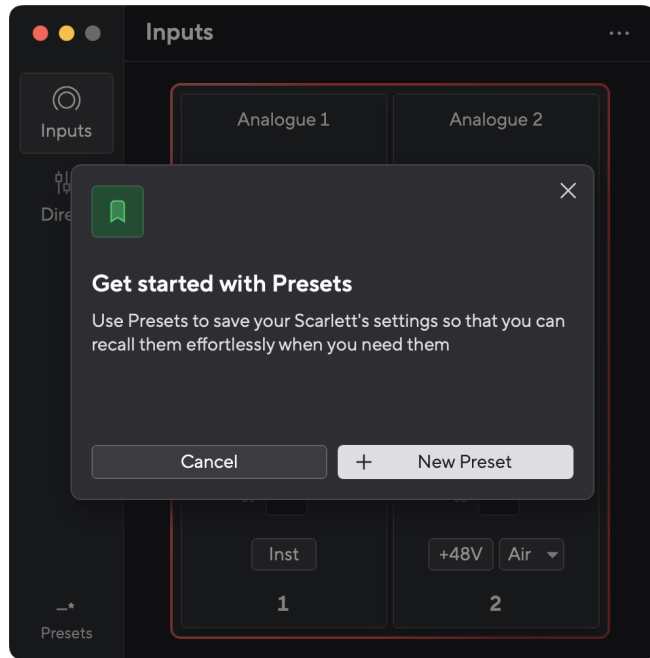 Inputs
Inputs
Analogue 1
Analogue 2
Dire
Get started with Presets
Use Presets to save your Scarlett's settings so that you can
recall them effortlessly when you need them
Cancel
+ New Preset
Inst
+48V
Air
1
2
Presets